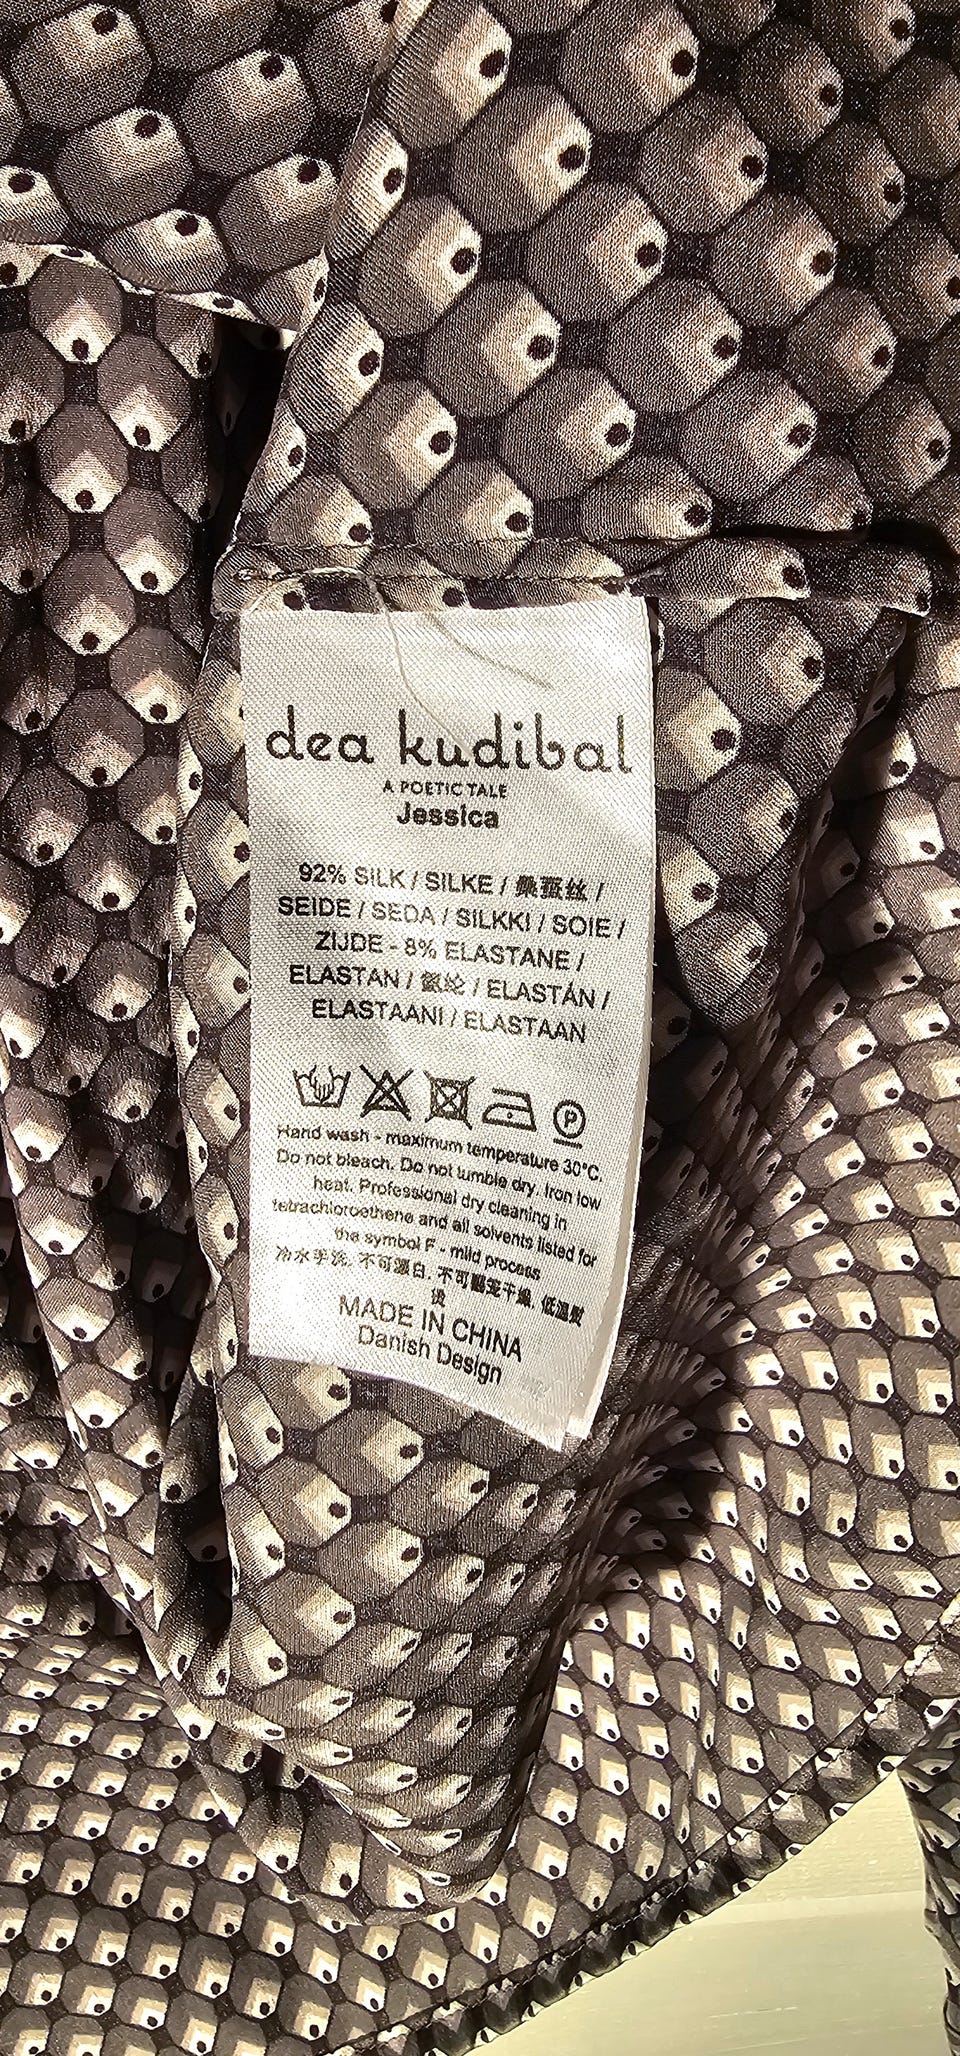 dea kudibal
A POETIC TALE
Jessica
92% SILK / SILKE / 桑蚕丝 /
SEIDE / SEDA / SILKKI / SOIE /
ZIJDE - 8% ELASTANE /
ELASTAN / 氨纶 / ELASTÁN /
ELASTAANI / ELASTAAN
P
Hand wash - maximum temperature 30°C.
Do not bleach. Do not tumble dry. Iron low
heat. Professional dry cleaning in
tetrachloroethene and all solvents listed for
the symbol F - mild process
冷水手洗, 不可漂白, 不可翻笼干燥, 低温熨
烫
MADE IN CHINA
Danish Design